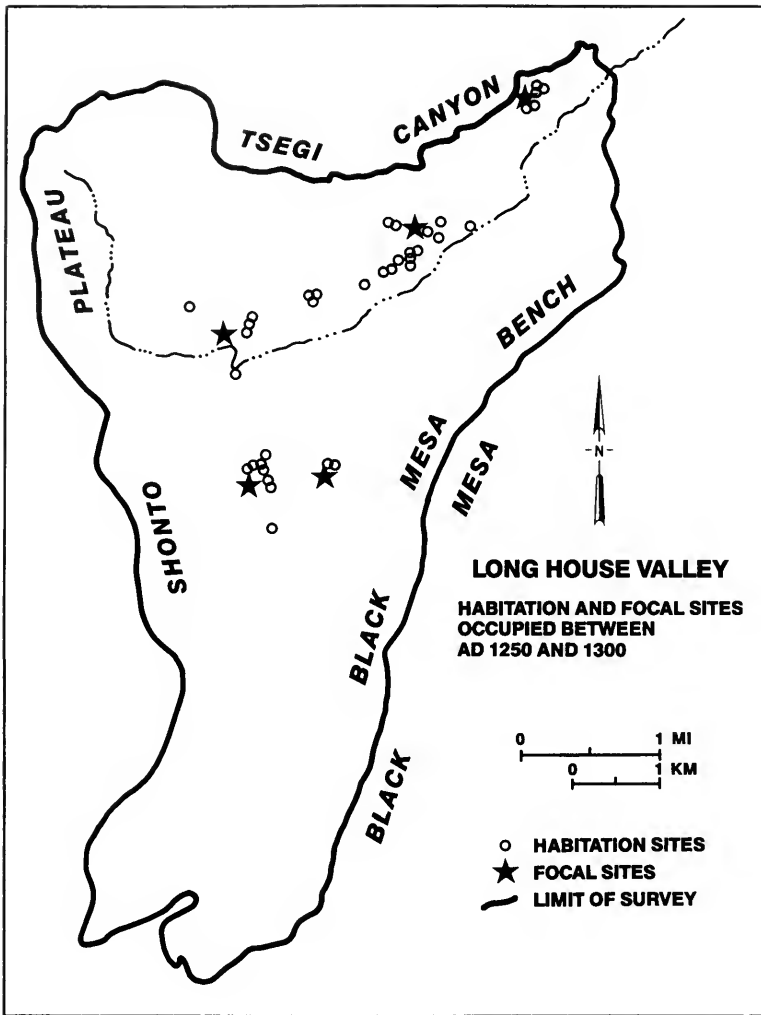 TSEGI CANYON
PLATEAU
SHONTO
BENCH
MESA
MESA
BLACK
BLACK
-N-
LONG HOUSE VALLEY
HABITATION AND FOCAL SITES
OCCUPIED BETWEEN
AD 1250 AND 1300
0 1 MI
0 1 KM
HABITATION SITES
FOCAL SITES
LIMIT OF SURVEY